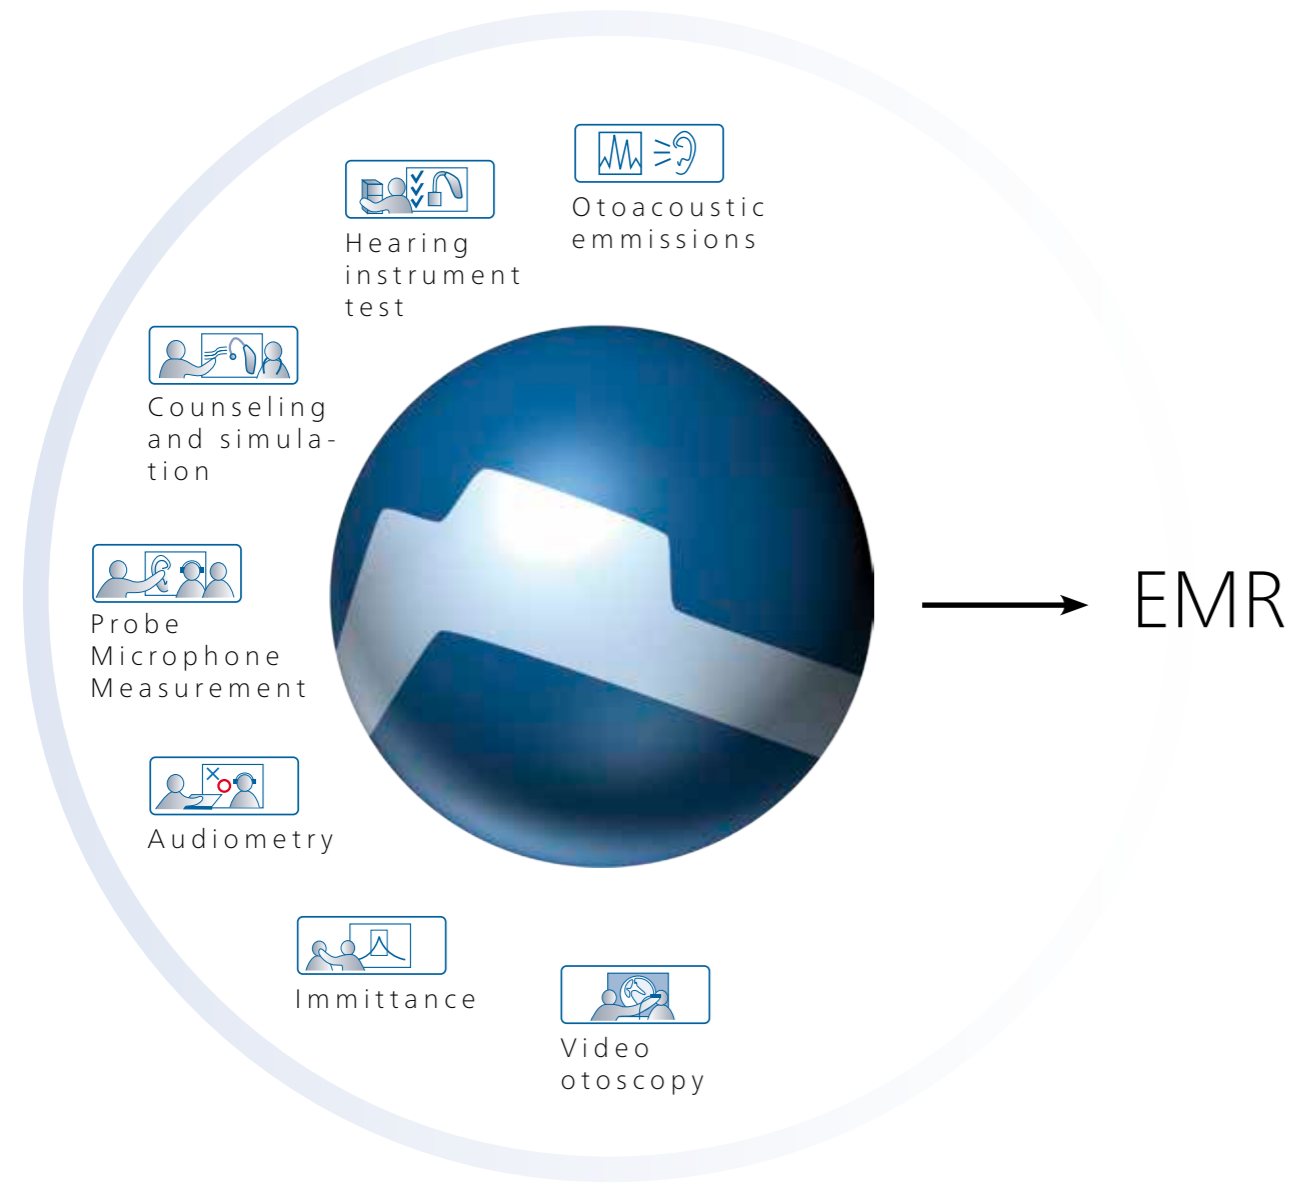 Otoacoustic
emmissions
Hearing
instrument
test
Counseling
and simula-
tion
Probe
Microphone
Measurement
EMR
Audiometry
Immittance
Video
otoscopy